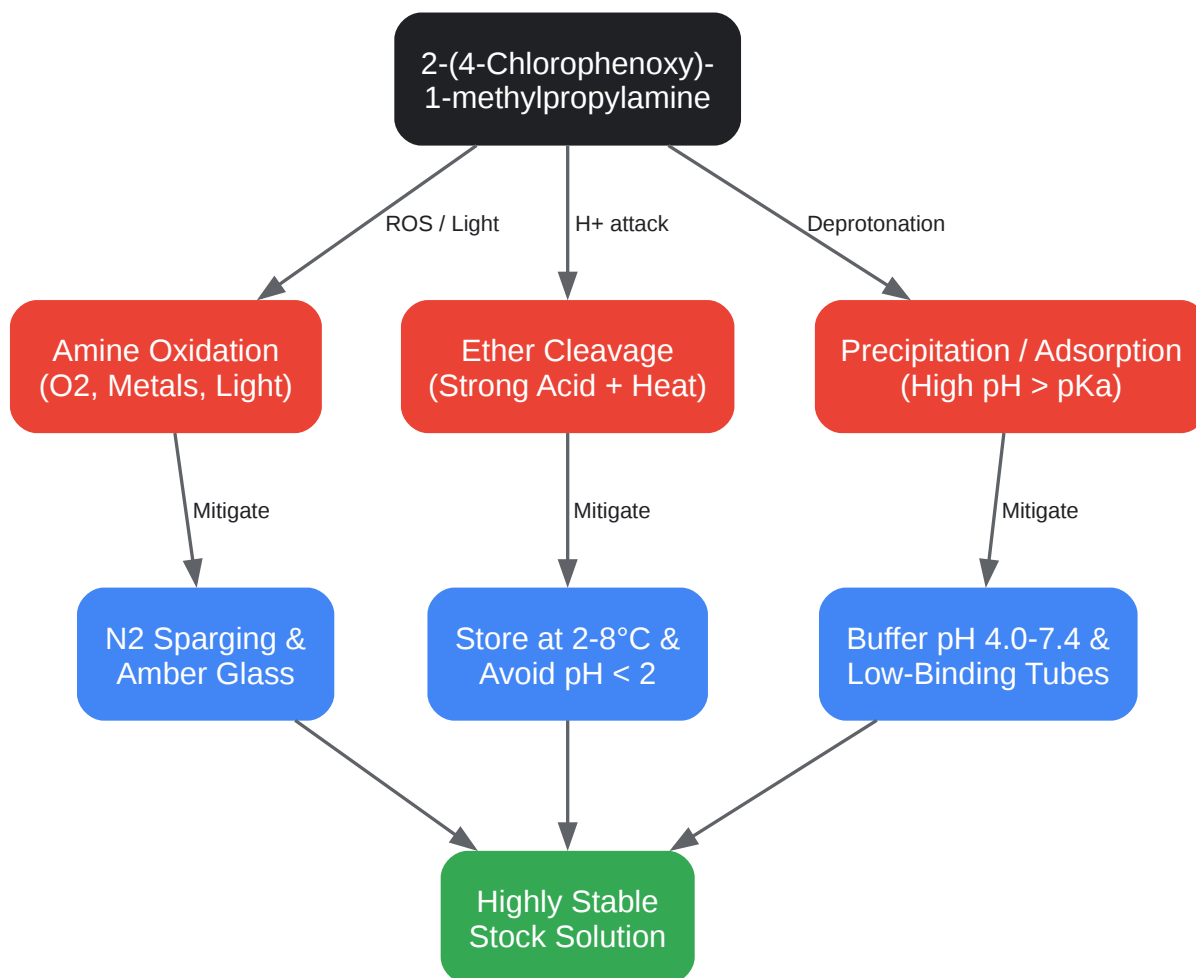 2-(4-Chlorophenoxy)-
1-methylpropylamine
ROS / Light
H+ attack
Deprotonation
Amine Oxidation
(O2, Metals, Light)
Ether Cleavage
(Strong Acid + Heat)
Precipitation / Adsorption
(High pH > pKa)
Mitigate
Mitigate
Mitigate
N2 Sparging &
Amber Glass
Store at 2-8°C &
Avoid pH < 2
Buffer pH 4.0-7.4 &
Low-Binding Tubes
Highly Stable
Stock Solution